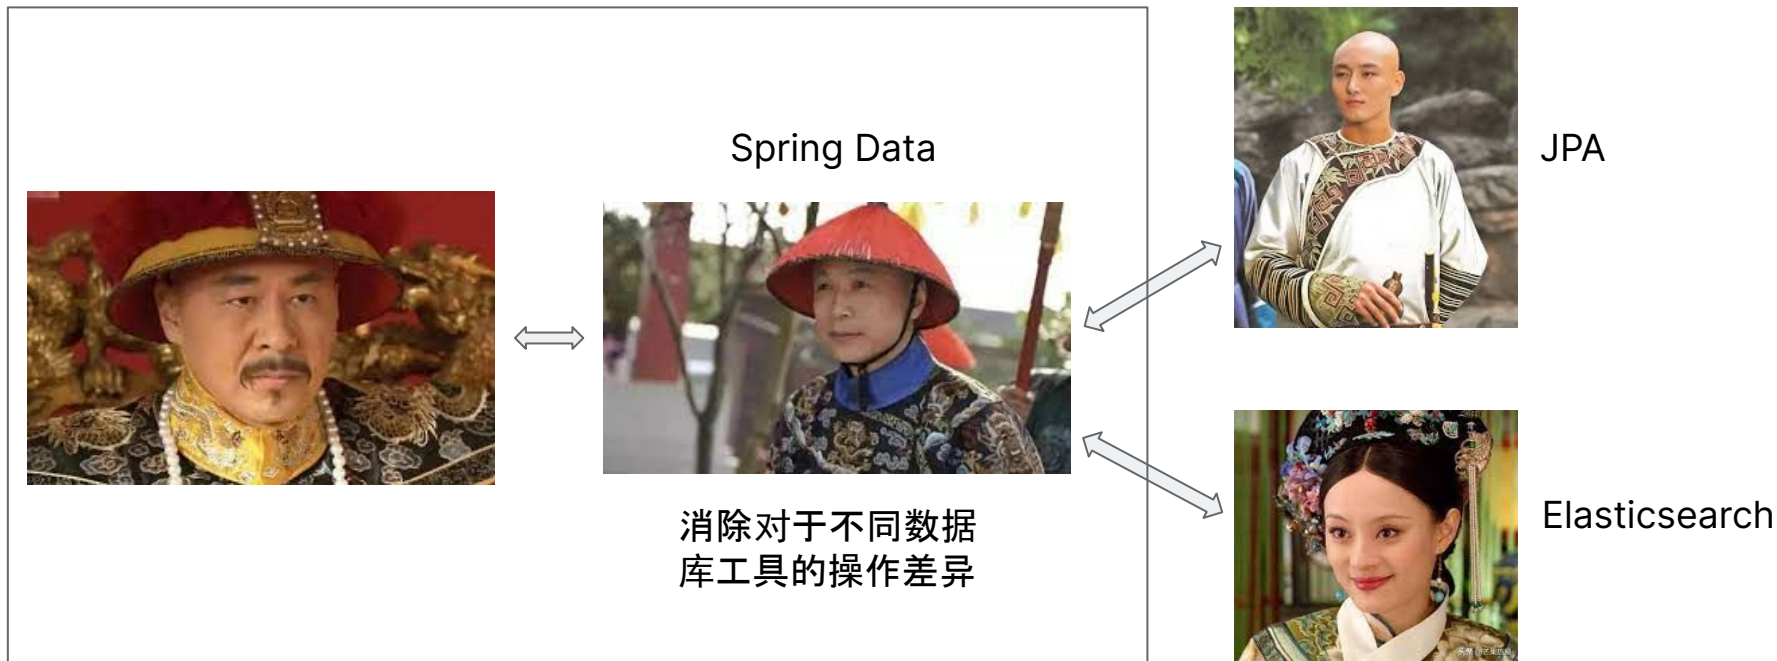 Spring Data
JPA
消除对于不同数据
库工具的操作差异
Elasticsearch